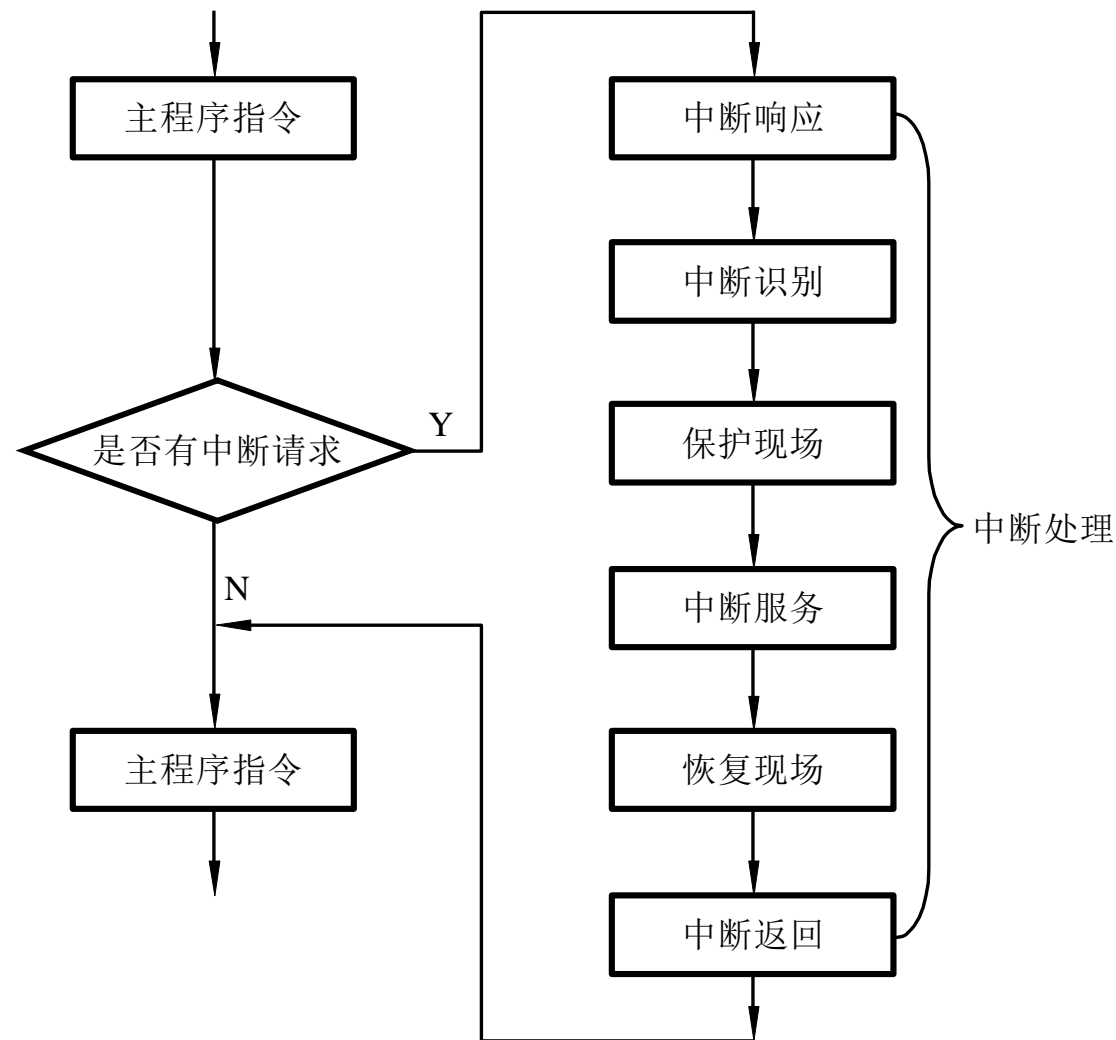 主程序指令
是否有中断请求
Y
N
主程序指令
中断响应
中断识别
保护现场
中断服务
恢复现场
中断返回
中断处理